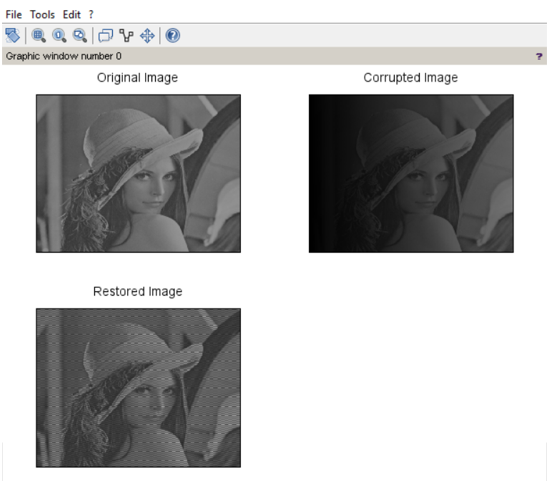 File Tools Edit ?
Graphic window number 0 ?
Original Image
Corrupted Image
Restored Image